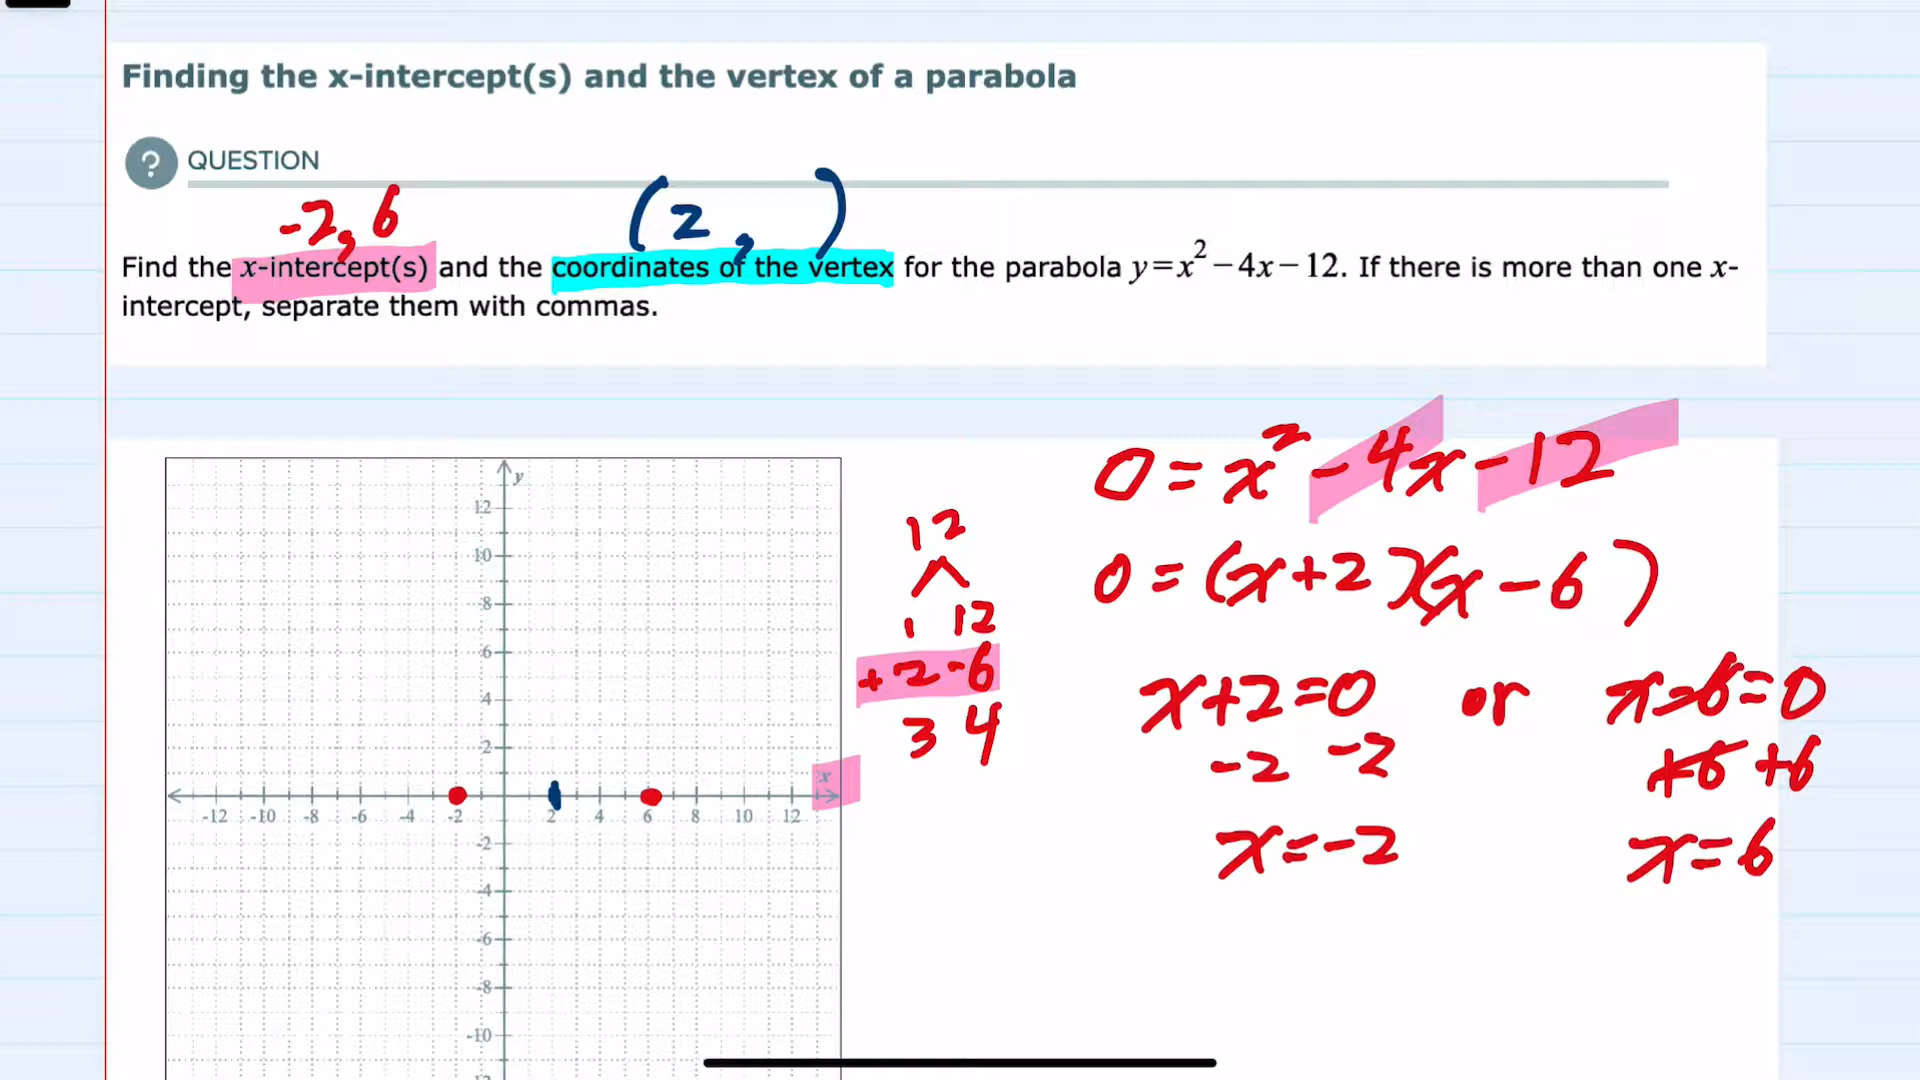 Finding the x-intercept(s) and the vertex of a parabola
? QUESTION
-2, 6 (2, )
Find the x-intercept(s) and the coordinates of the vertex for the parabola y=x²−4x−12. If there is more than one x-
intercept, separate them with commas.
0=x²-4x-12
0=(x+2)(x-6)
x+2=0 or x-6=0
-2 -2 +6 +6
x=-2 x=6
12
1 12
+2 -6
3 4
y
12
10
8
6
4
2
x
-12 -10 -8 -6 -4 -2 2 4 6 8 10 12
-2
-4
-6
-8
-10